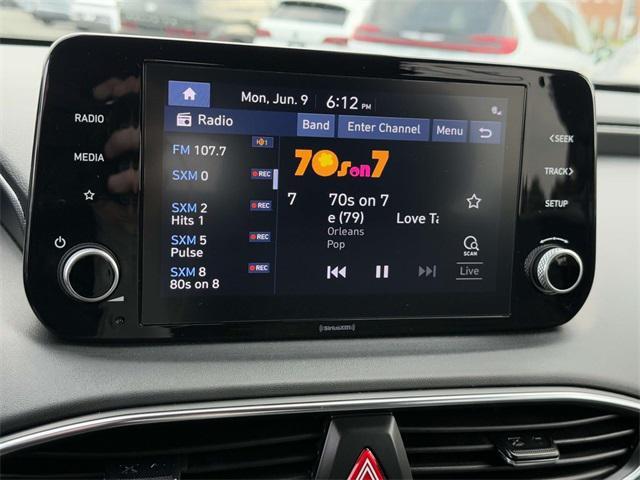 Mon, Jun. 9 6:12 PM
Radio Band Enter Channel Menu
RADIO
MEDIA
FM 107.7
SXM 0 REC
SXM 2 REC
Hits 1
SXM 5 REC
Pulse
SXM 8 REC
80s on 8
70s on 7
7 70s on 7
e (79) Love Ta
Orleans
Pop
SCAN
Live
< SEEK
TRACK >
SETUP
SiriusXM